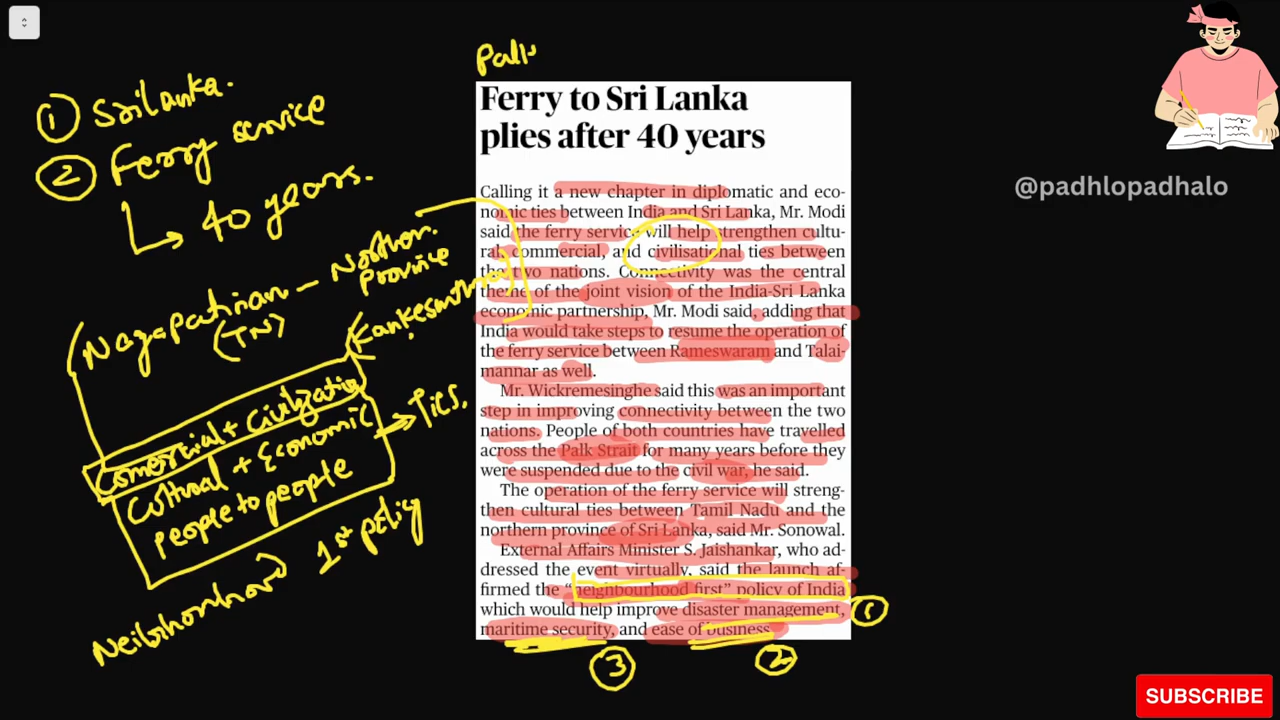 Palk
① Srilanka.
② Ferry service
40 years.
Nagapatinan – Northern Province
(TN)
Comercial + Civilizative
Cultural + Economic
people to people
Ties.
Neibhorhood 1st policy
Ferry to Sri Lanka
plies after 40 years
Calling it a new chapter in diplomatic and eco-
nomic ties between India and Sri Lanka, Mr. Modi
said the ferry service will help strengthen cultu-
ral, commercial, and civilisational ties between
the two nations. Connectivity was the central
theme of the joint vision of the India-Sri Lanka
economic partnership, Mr. Modi said, adding that
India would take steps to resume the operation of
the ferry service between Rameswaram and Talai-
mannar as well.
Mr. Wickremesinghe said this was an important
step in improving connectivity between the two
nations. People of both countries have travelled
across the Palk Strait for many years before they
were suspended due to the civil war, he said.
The operation of the ferry service will streng-
then cultural ties between Tamil Nadu and the
northern province of Sri Lanka, said Mr. Sonowal.
External Affairs Minister S. Jaishankar, who ad-
dressed the event virtually, said the launch af-
firmed the “neighbourhood first” policy of India
which would help improve disaster management,
maritime security, and ease of business.
①
②
③
@padhlopadhalo
SUBSCRIBE